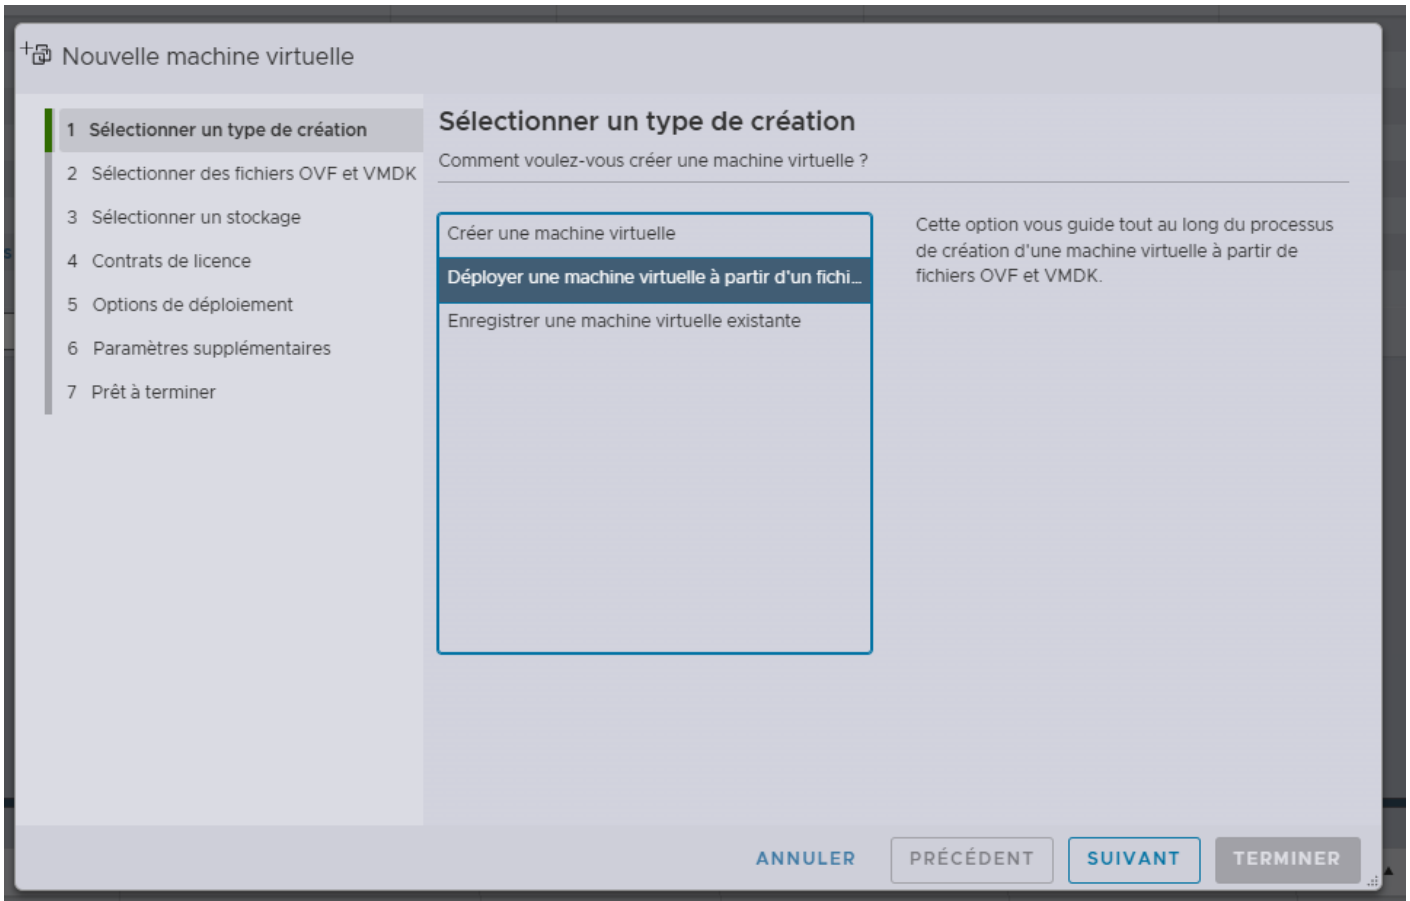 Nouvelle machine virtuelle
1 Sélectionner un type de création
2 Sélectionner des fichiers OVF et VMDK
3 Sélectionner un stockage
4 Contrats de licence
5 Options de déploiement
6 Paramètres supplémentaires
7 Prêt à terminer
Sélectionner un type de création
Comment voulez-vous créer une machine virtuelle ?
Créer une machine virtuelle
Déployer une machine virtuelle à partir d'un fichi...
Enregistrer une machine virtuelle existante
Cette option vous guide tout au long du processus
de création d'une machine virtuelle à partir de
fichiers OVF et VMDK.
ANNULER
PRÉCÉDENT
SUIVANT
TERMINER